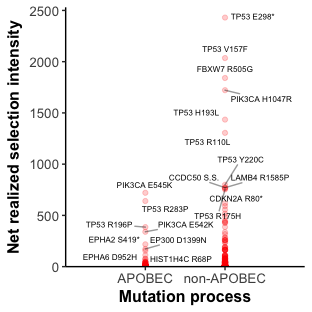 Net realized selection intensity
2500
2000
1500
1000
500
0
TP53 E298*
TP53 V157F
FBXW7 R505G
PIK3CA H1047R
TP53 H193L
TP53 R110L
TP53 Y220C
CCDC50 S.S.
LAMB4 R1585P
PIK3CA E545K
CDKN2A R80*
TP53 R283P
TP53 R175H
TP53 R196P
PIK3CA E542K
EPHA2 S419*
EP300 D1399N
EPHA6 D952H
HIST1H4C R68P
APOBEC
non-APOBEC
Mutation process